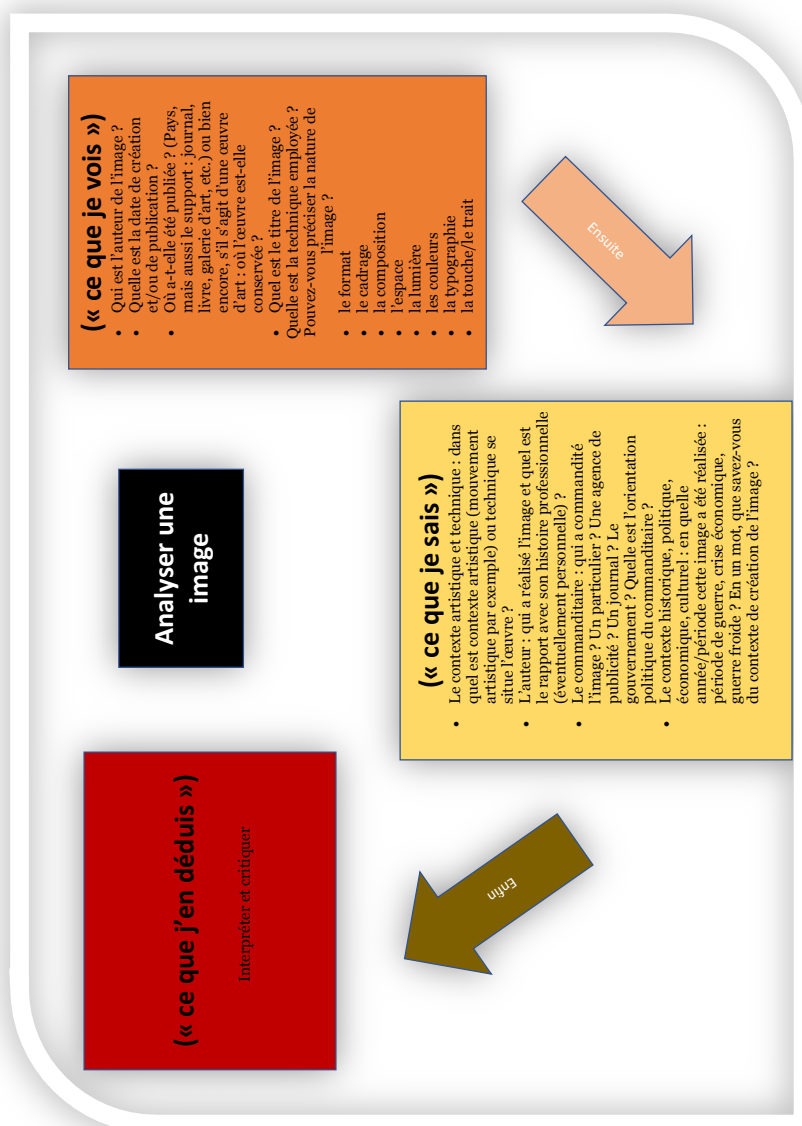 Analyser une
image
(« ce que je vois »)
• Qui est l'auteur de l'image ?
• Quelle est la date de création
et/ou de publication ?
• Où a-t-elle été publiée ? (Pays,
mais aussi le support : journal,
livre, galerie d'art, etc.) ou bien
encore, s'il s'agit d'une œuvre
d'art : où l'œuvre est-elle
conservée ?
• Quel est le titre de l'image ?
Quelle est la technique employée ?
Pouvez-vous préciser la nature de
l'image ?
• le format
• le cadrage
• la composition
• l'espace
• la lumière
• les couleurs
• la typographie
• la touche/le trait
Ensuite
(« ce que je sais »)
• Le contexte artistique et technique : dans
quel est contexte artistique (mouvement
artistique par exemple) ou technique se
situe l'œuvre ?
• L'auteur : qui a réalisé l'image et quel est
le rapport avec son histoire professionnelle
(éventuellement personnelle) ?
• Le commanditaire : qui a commandité
l'image ? Un particulier ? Une agence de
publicité ? Un journal ? Le
gouvernement ? Quelle est l'orientation
politique du commanditaire ?
• Le contexte historique, politique,
économique, culturel : en quelle
année/période cette image a été réalisée :
période de guerre, crise économique,
guerre froide ? En un mot, que savez-vous
du contexte de création de l'image ?
Enfin
(« ce que j'en déduis »)
Interpréter et critiquer